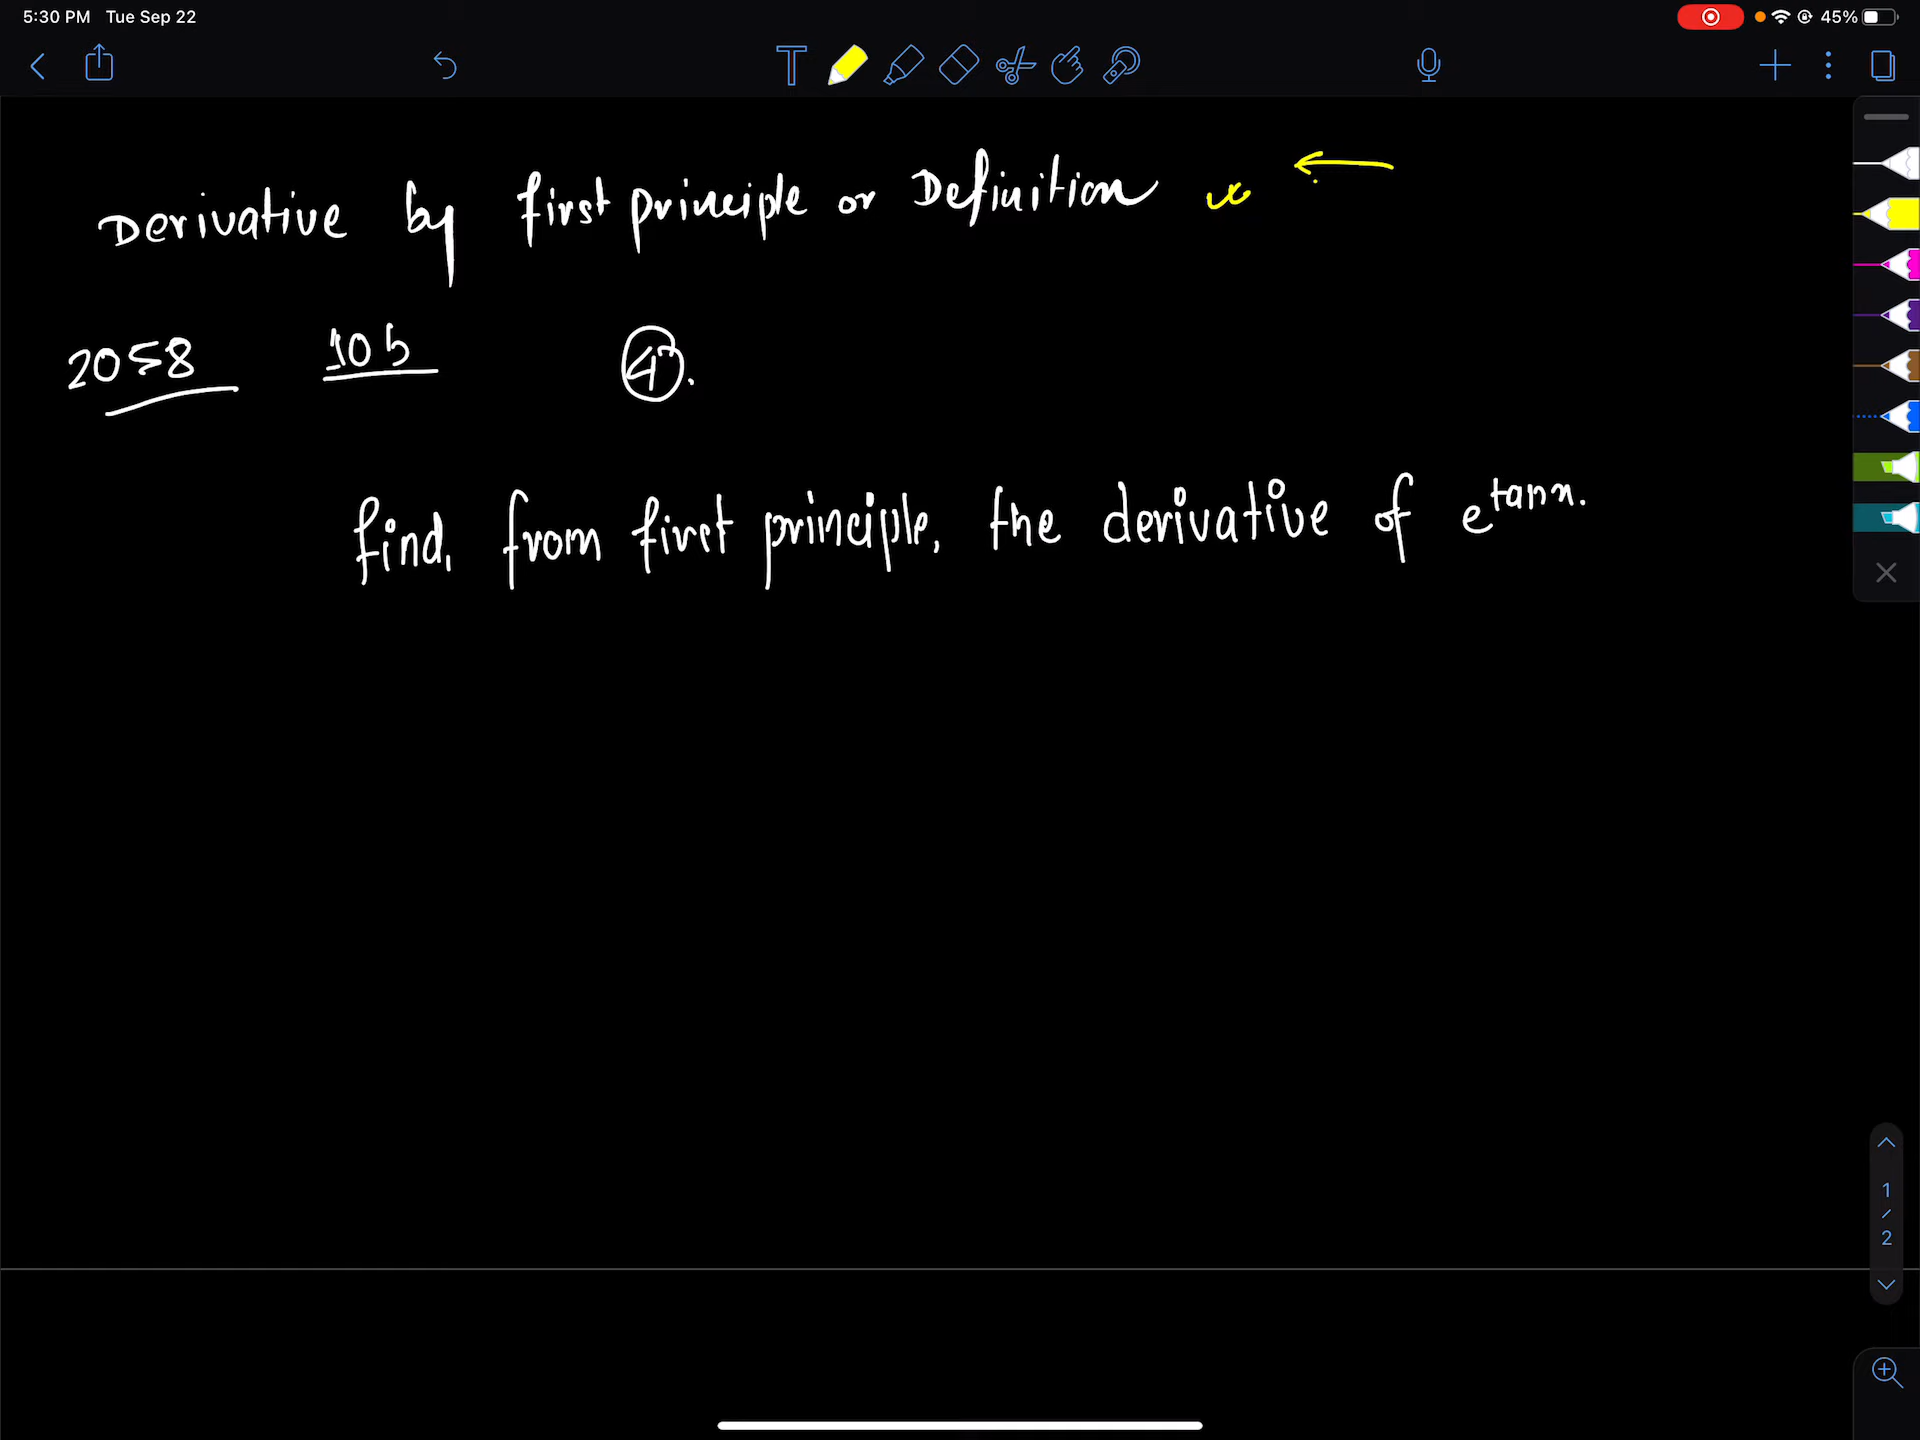 5:30 PM Tue Sep 22
45%
Derivative by first principle or Definition
2058 10b 4.
find, from first principle, the derivative of e^tanx.
1
/
2